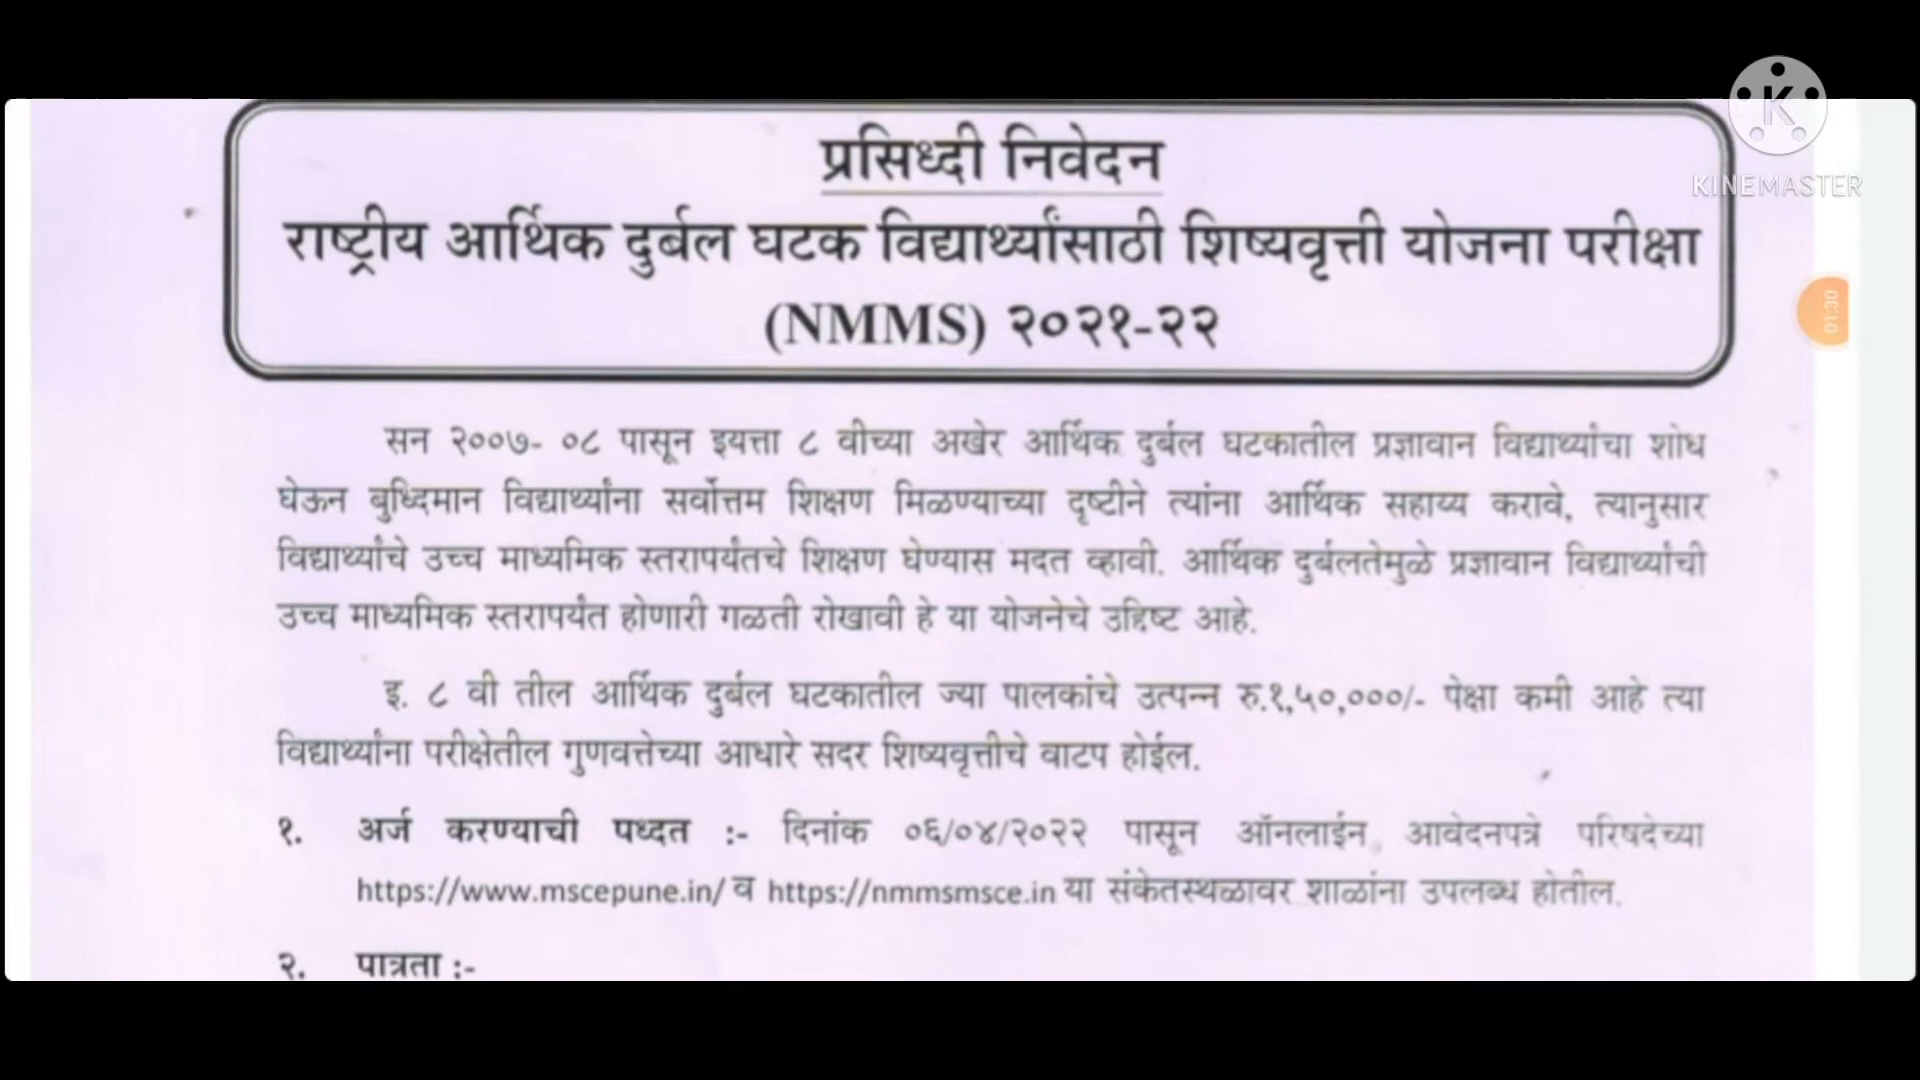 प्रसिध्दी निवेदन
राष्ट्रीय आर्थिक दुर्बल घटक विद्यार्थ्यांसाठी शिष्यवृत्ती योजना परीक्षा
(NMMS) २०२१-२२
सन २००७- ०८ पासून इयत्ता ८ वीच्या अखेर आर्थिक दुर्बल घटकातील प्रज्ञावान विद्यार्थ्यांचा शोध
घेऊन बुध्दिमान विद्यार्थ्यांना सर्वोत्तम शिक्षण मिळण्याच्या दृष्टीने त्यांना आर्थिक सहाय्य करावे, त्यानुसार
विद्यार्थ्यांचे उच्च माध्यमिक स्तरापर्यंतचे शिक्षण घेण्यास मदत व्हावी. आर्थिक दुर्बलतेमुळे प्रज्ञावान विद्यार्थ्यांची
उच्च माध्यमिक स्तरापर्यंत होणारी गळती रोखावी हे या योजनेचे उद्दिष्ट आहे.
इ. ८ वी तील आर्थिक दुर्बल घटकातील ज्या पालकांचे उत्पन्न रु.१,५०,०००/- पेक्षा कमी आहे त्या
विद्यार्थ्यांना परीक्षेतील गुणवत्तेच्या आधारे सदर शिष्यवृत्तीचे वाटप होईल.
१. अर्ज करण्याची पध्दत :- दिनांक ०६/०४/२०२२ पासून ऑनलाईन आवेदनपत्रे परिषदेच्या
https://www.mscepune.in/ व https://nmmsmsce.in या संकेतस्थळावर शाळांना उपलब्ध होतील.
२. पात्रता :-
K
KINEMASTER
01:30